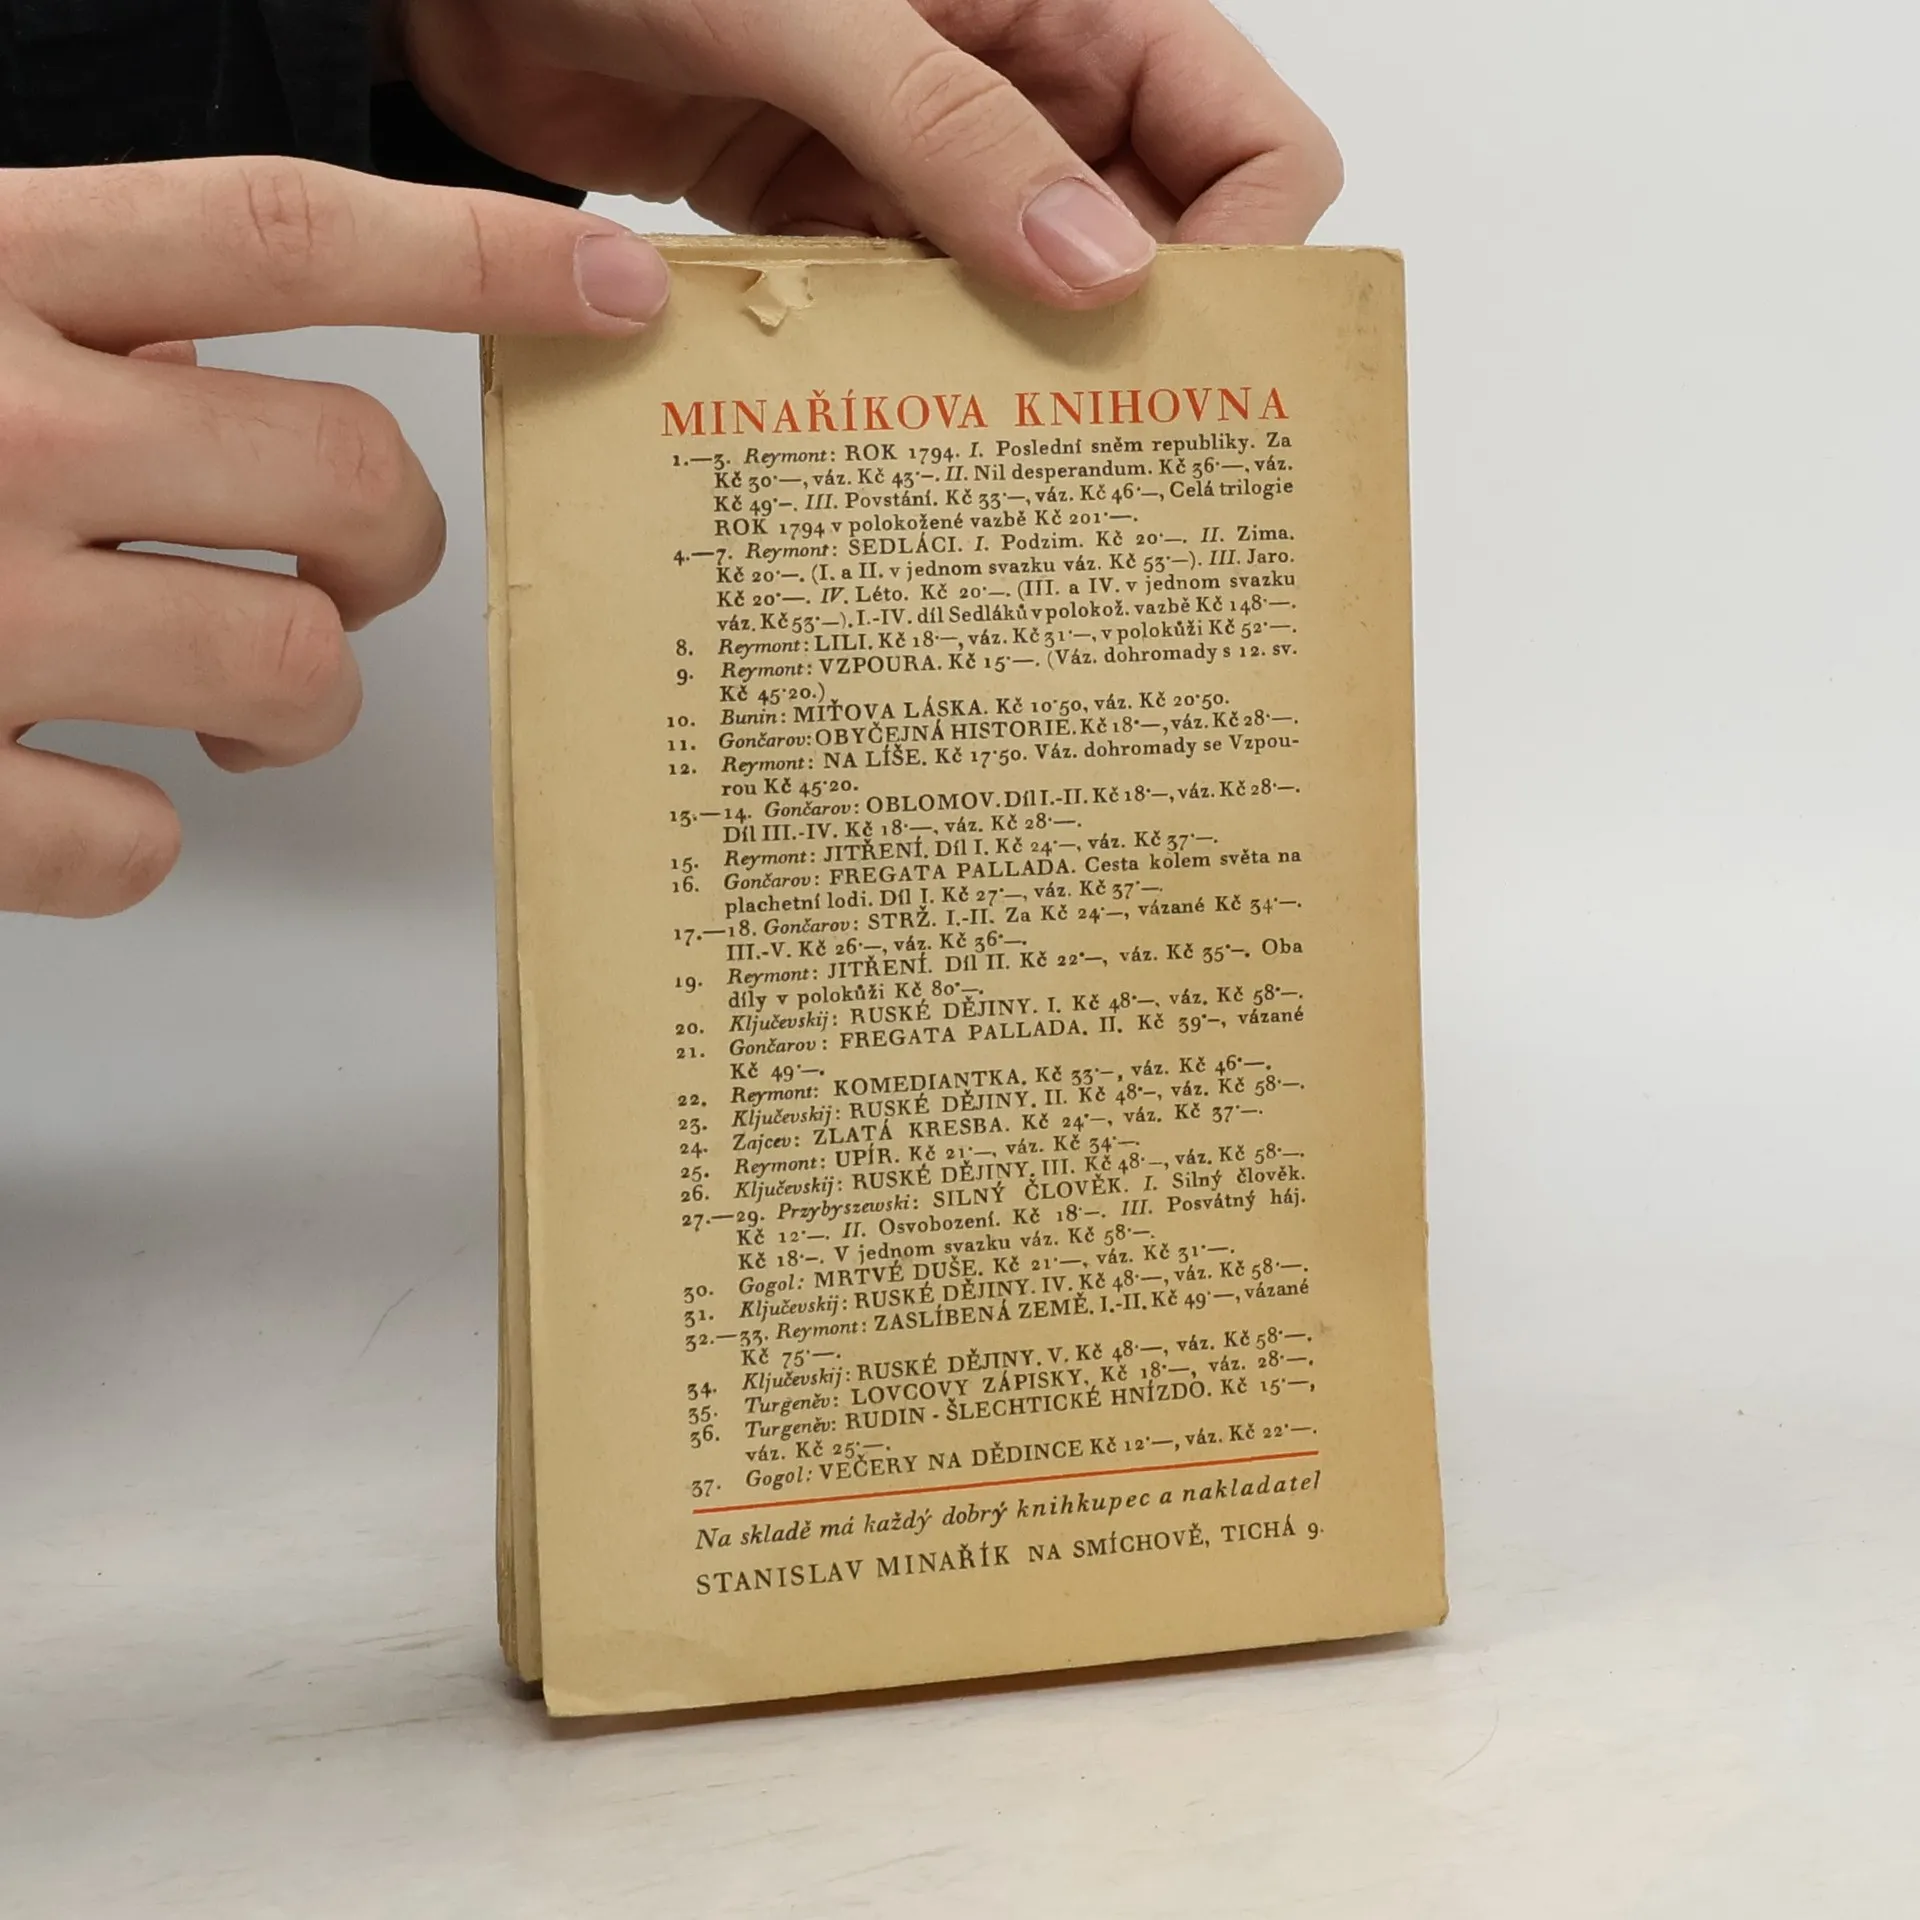 MINAŘÍKOVA KNIHOVNA
1.—3. Reymont: ROK 1794. I. Poslední sněm republiky. Za
Kč 30·—, váz. Kč 43·—. II. Nil desperandum. Kč 36·—, váz.
Kč 49·—. III. Povstání. Kč 33·—, váz. Kč 46·—, Celá trilogie
ROK 1794 v polokožené vazbě Kč 201·—.
4.—7. Reymont: SEDLÁCI. I. Podzim. Kč 20·—. II. Zima.
Kč 20·—. (I. a II. v jednom svazku váz. Kč 53·—). III. Jaro.
Kč 20·—. IV. Léto. Kč 20·—. (III. a IV. v jednom svazku
váz. Kč 53·—). I.-IV. díl Sedláků v polokož. vazbě Kč 148·—.
8. Reymont: LILI. Kč 18·—, váz. Kč 31·—, v polokůži Kč 52·—.
9. Reymont: VZPOURA. Kč 15·—. (Váz. dohromady s 12. sv.
Kč 45·20.)
10. Bunin: MIŤOVA LÁSKA. Kč 10·50, váz. Kč 20·50.
11. Gončarov: OBYČEJNÁ HISTORIE. Kč 18·—, váz. Kč 28·—.
12. Reymont: NA LÍŠE. Kč 17·50. Váz. dohromady se Vzpou-
rou Kč 45·20.
13.—14. Gončarov: OBLOMOV. Díl I.-II. Kč 18·—, váz. Kč 28·—.
Díl III.-IV. Kč 18·—, váz. Kč 28·—.
15. Reymont: JITŘENÍ. Díl I. Kč 24·—, váz. Kč 37·—.
16. Gončarov: FREGATA PALLADA. Cesta kolem světa na
plachetní lodi. Díl I. Kč 27·—, váz. Kč 37·—.
17.—18. Gončarov: STRŽ. I.-II. Za Kč 24·—, vázané Kč 34·—.
III.-V. Kč 26·—, váz. Kč 36·—.
19. Reymont: JITŘENÍ. Díl II. Kč 22·—, váz. Kč 35·—. Oba
díly v polokůži Kč 80·—.
20. Ključevskij: RUSKÉ DĚJINY. I. Kč 48·—, váz. Kč 58·—.
21. Gončarov: FREGATA PALLADA. II. Kč 39·—, vázané
Kč 49·—.
22. Reymont: KOMEDIANTKA. Kč 33·—, váz. Kč 46·—.
23. Ključevskij: RUSKÉ DĚJINY. II. Kč 48·—, váz. Kč 58·—.
24. Zajcev: ZLATÁ KRESBA. Kč 24·—, váz. Kč 37·—.
25. Reymont: UPÍR. Kč 21·—, váz. Kč 34·—.
26. Ključevskij: RUSKÉ DĚJINY. III. Kč 48·—, váz. Kč 58·—.
27.—29. Przybyszewski: SILNÝ ČLOVĚK. I. Silný člověk.
Kč 12·—. II. Osvobození. Kč 18·—. III. Posvátný háj.
Kč 18·—. V jednom svazku váz. Kč 58·—.
30. Gogol: MRTVÉ DUŠE. Kč 21·—, váz. Kč 31·—.
31. Ključevskij: RUSKÉ DĚJINY. IV. Kč 48·—, váz. Kč 58·—.
32.—33. Reymont: ZASLÍBENÁ ZEMĚ. I.-II. Kč 49·—, vázané
Kč 75·—.
34. Ključevskij: RUSKÉ DĚJINY. V. Kč 48·—, váz. Kč 58·—.
35. Turgeněv: LOVCOVY ZÁPISKY. Kč 18·—, váz. 28·—.
36. Turgeněv: RUDIN - ŠLECHTICKÉ HNÍZDO. Kč 15·—,
váz. Kč 25·—.
37. Gogol: VEČERY NA DĚDINCE Kč 12·—, váz. Kč 22·—.
Na skladě má každý dobrý knihkupec a nakladatel
STANISLAV MINAŘÍK NA SMÍCHOVĚ, TICHÁ 9.